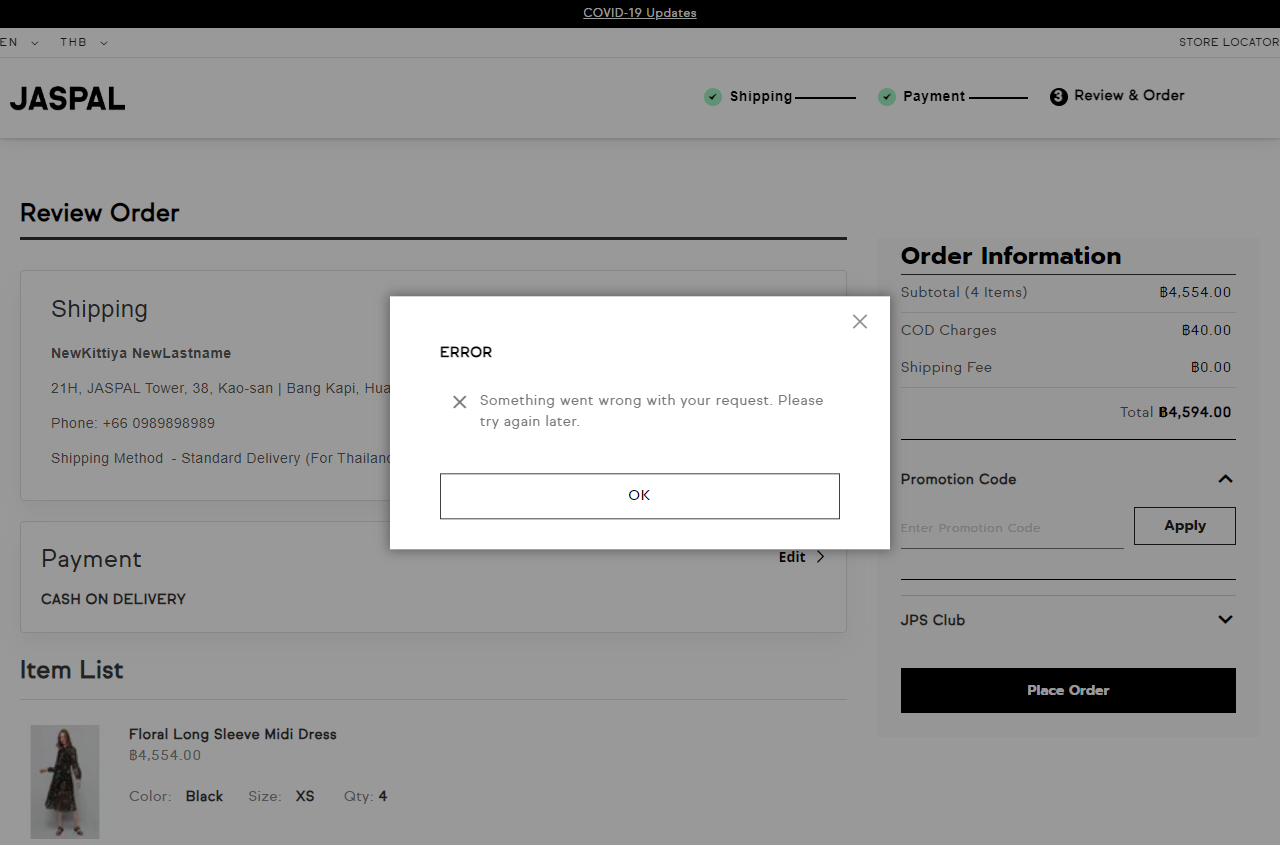 COVID-19 Updates
EN THB STORE LOCATOR
JASPAL Shipping Payment 3 Review & Order
Review Order
Shipping
NewKittiya NewLastname
21H, JASPAL Tower, 38, Kao-san | Bang Kapi, Hua
Phone: +66 0989898989
Shipping Method - Standard Delivery (For Thailand
Payment
Edit
CASH ON DELIVERY
Item List
Floral Long Sleeve Midi Dress
฿4,554.00
Color: Black Size: XS Qty: 4
ERROR
Something went wrong with your request. Please
try again later.
OK
Order Information
Subtotal (4 Items) ฿4,554.00
COD Charges ฿40.00
Shipping Fee ฿0.00
Total ฿4,594.00
Promotion Code
Enter Promotion Code Apply
JPS Club
Place Order